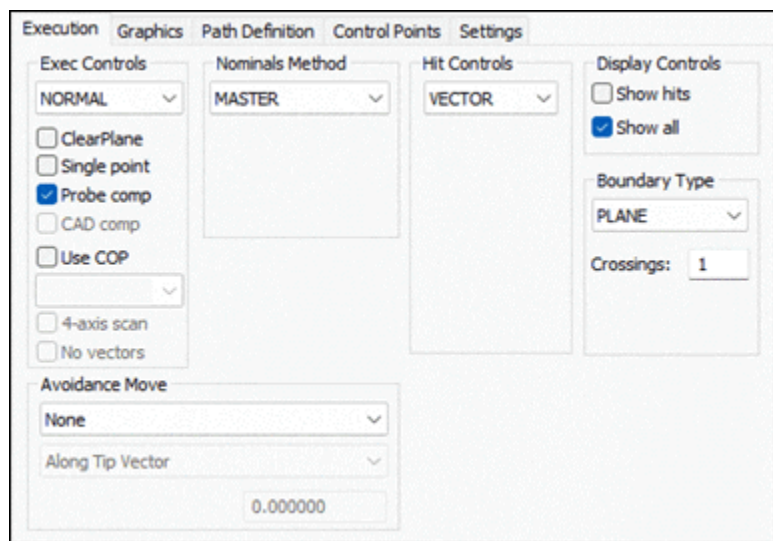 Execution Graphics Path Definition Control Points Settings
Exec Controls
NORMAL
ClearPlane
Single point
Probe comp
CAD comp
Use COP
4-axis scan
No vectors
Nominals Method
MASTER
Hit Controls
VECTOR
Display Controls
Show hits
Show all
Boundary Type
PLANE
Crossings: 1
Avoidance Move
None
Along Tip Vector
0.000000